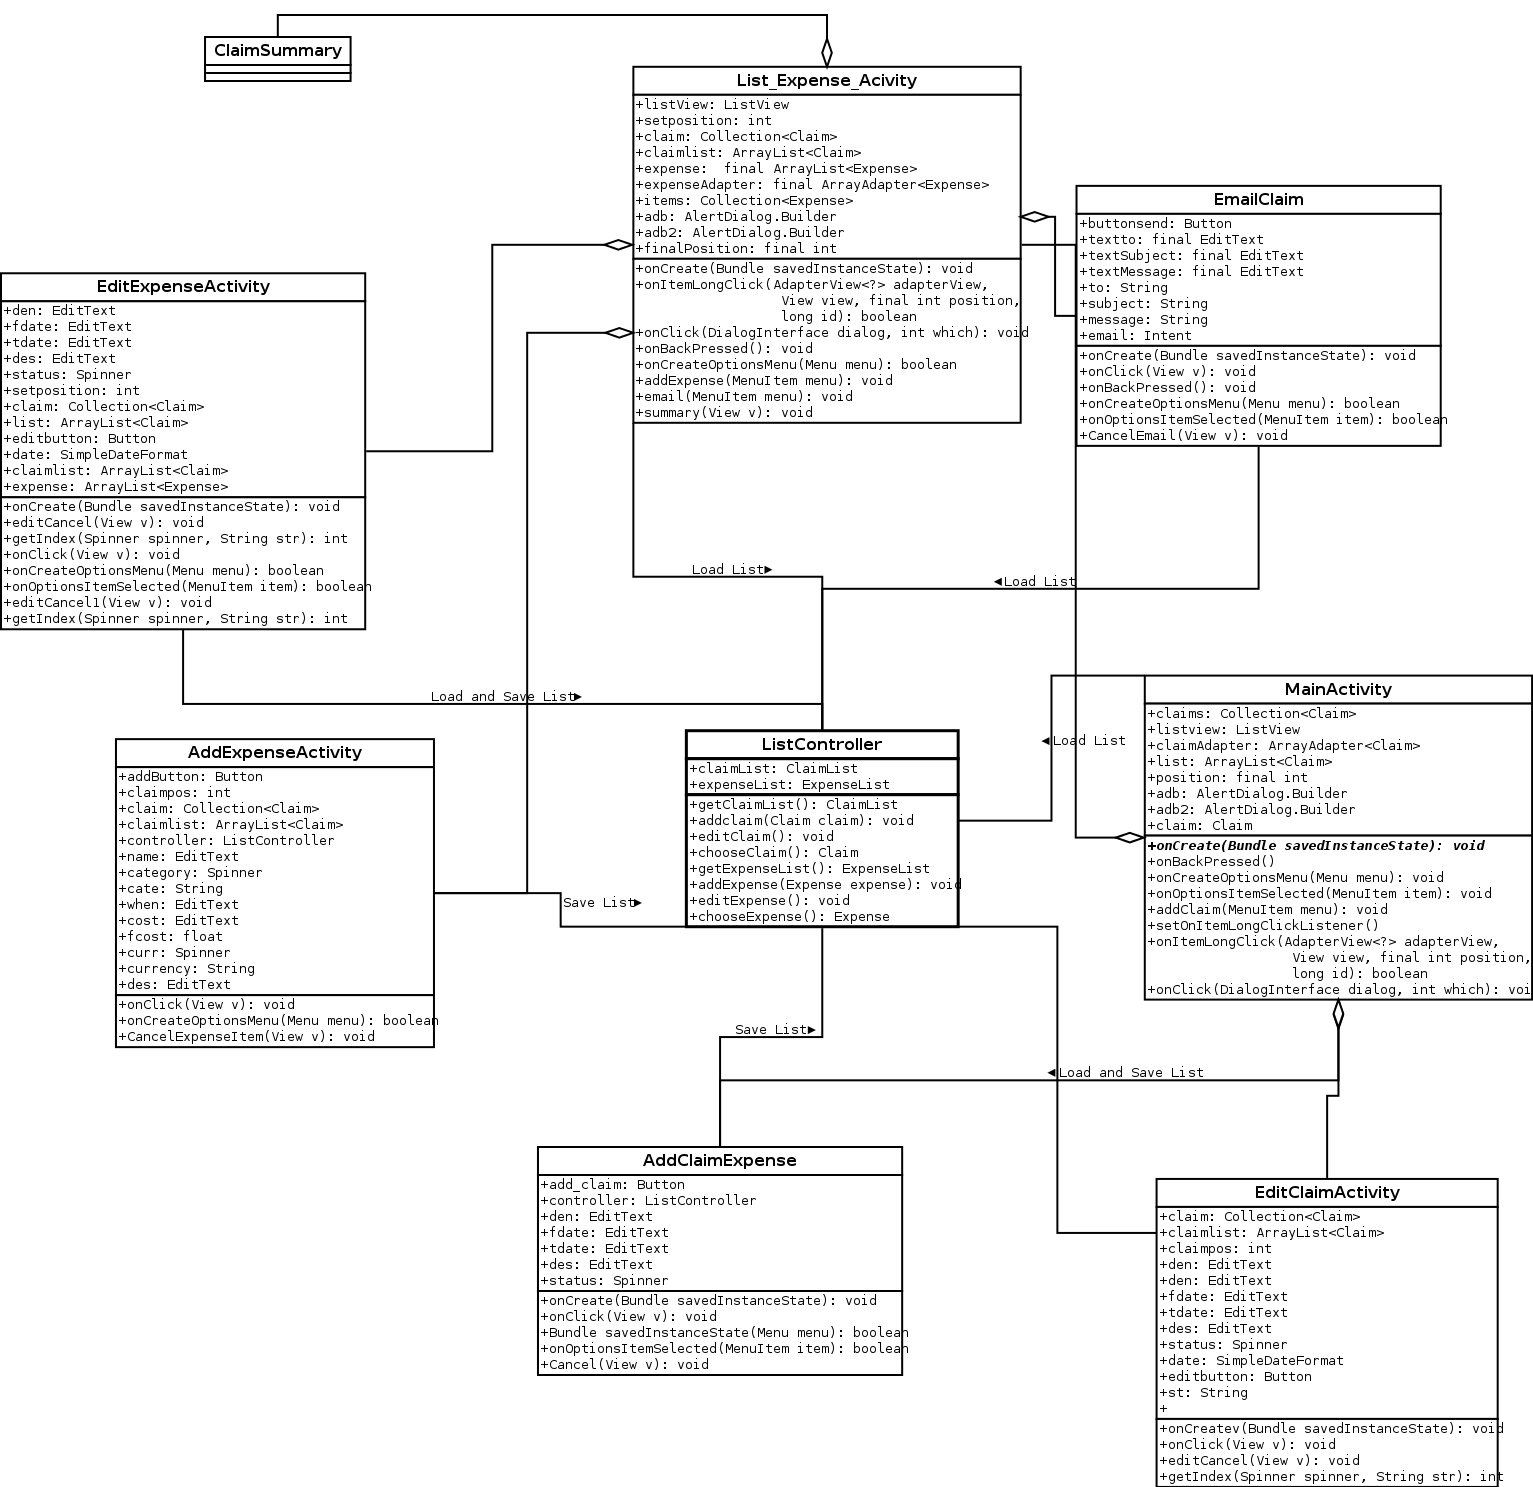 ClaimSummary
List_Expense_Acivity
+listView: ListView
+setposition: int
+claim: Collection<Claim>
+claimlist: ArrayList<Claim>
+expense:  final ArrayList<Expense>
+expenseAdapter: final ArrayAdapter<Expense>
+items: Collection<Expense>
+adb: AlertDialog.Builder
+adb2: AlertDialog.Builder
+finalPosition: final int
+onCreate(Bundle savedInstanceState): void
+onItemLongClick(AdapterView<?> adapterView,
View view, final int position,
long id): boolean
+onClick(DialogInterface dialog, int which): void
+onBackPressed(): void
+onCreateOptionsMenu(Menu menu): boolean
+addExpense(MenuItem menu): void
+email(MenuItem menu): void
+summary(View v): void
EmailClaim
+buttonsend: Button
+textto: final EditText
+textSubject: final EditText
+textMessage: final EditText
+to: String
+subject: String
+message: String
+email: Intent
+onCreate(Bundle savedInstanceState): void
+onClick(View v): void
+onBackPressed(): void
+onCreateOptionsMenu(Menu menu): boolean
+onOptionsItemSelected(MenuItem item): boolean
+CancelEmail(View v): void
EditExpenseActivity
+den: EditText
+fdate: EditText
+tdate: EditText
+des: EditText
+status: Spinner
+setposition: int
+claim: Collection<Claim>
+list: ArrayList<Claim>
+editbutton: Button
+date: SimpleDateFormat
+claimlist: ArrayList<Claim>
+expense: ArrayList<Expense>
+onCreate(Bundle savedInstanceState): void
+editCancel(View v): void
+getIndex(Spinner spinner, String str): int
+onClick(View v): void
+onCreateOptionsMenu(Menu menu): boolean
+onOptionsItemSelected(MenuItem item): boolean
+editCancel1(View v): void
+getIndex(Spinner spinner, String str): int
Load List►
◄Load List
Load and Save List►
MainActivity
+claims: Collection<Claim>
+listview: ListView
+claimAdapter: ArrayAdapter<Claim>
+list: ArrayList<Claim>
+position: final int
+adb: AlertDialog.Builder
+adb2: AlertDialog.Builder
+claim: Claim
+onCreate(Bundle savedInstanceState): void
+onBackPressed()
+onCreateOptionsMenu(Menu menu): void
+onOptionsItemSelected(MenuItem item): void
+addClaim(MenuItem menu): void
+setOnItemLongClickListener()
+onItemLongClick(AdapterView<?> adapterView,
View view, final int position,
long id): boolean
+onClick(DialogInterface dialog, int which): voi
◄Load List
ListController
+claimList: ClaimList
+expenseList: ExpenseList
+getClaimList(): ClaimList
+addclaim(Claim claim): void
+editClaim(): void
+chooseClaim(): Claim
+getExpenseList(): ExpenseList
+addExpense(Expense expense): void
+editExpense(): void
+chooseExpense(): Expense
AddExpenseActivity
+addButton: Button
+claimpos: int
+claim: Collection<Claim>
+claimlist: ArrayList<Claim>
+controller: ListController
+name: EditText
+category: Spinner
+cate: String
+when: EditText
+cost: EditText
+fcost: float
+curr: Spinner
+currency: String
+des: EditText
+onClick(View v): void
+onCreateOptionsMenu(Menu menu): boolean
+CancelExpenseItem(View v): void
Save List►
Save List►
◄Load and Save List
AddClaimExpense
+add_claim: Button
+controller: ListController
+den: EditText
+fdate: EditText
+tdate: EditText
+des: EditText
+status: Spinner
+onCreate(Bundle savedInstanceState): void
+onClick(View v): void
+Bundle savedInstanceState(Menu menu): boolean
+onOptionsItemSelected(MenuItem item): boolean
+Cancel(View v): void
EditClaimActivity
+claim: Collection<Claim>
+claimlist: ArrayList<Claim>
+claimpos: int
+den: EditText
+den: EditText
+fdate: EditText
+tdate: EditText
+des: EditText
+status: Spinner
+date: SimpleDateFormat
+editbutton: Button
+st: String
+
+onCreatev(Bundle savedInstanceState): void
+onClick(View v): void
+editCancel(View v): void
+getIndex(Spinner spinner, String str): int